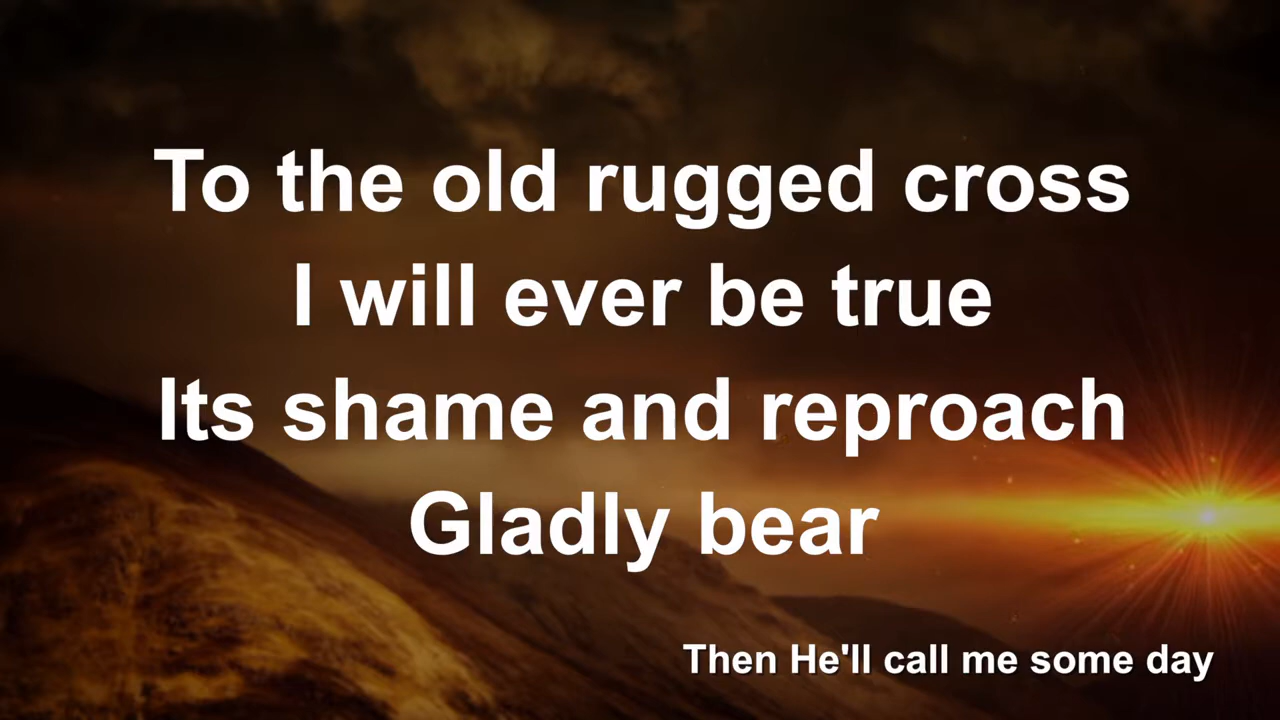 To the old rugged cross
I will ever be true
Its shame and reproach
Gladly bear
Then He'll call me some day